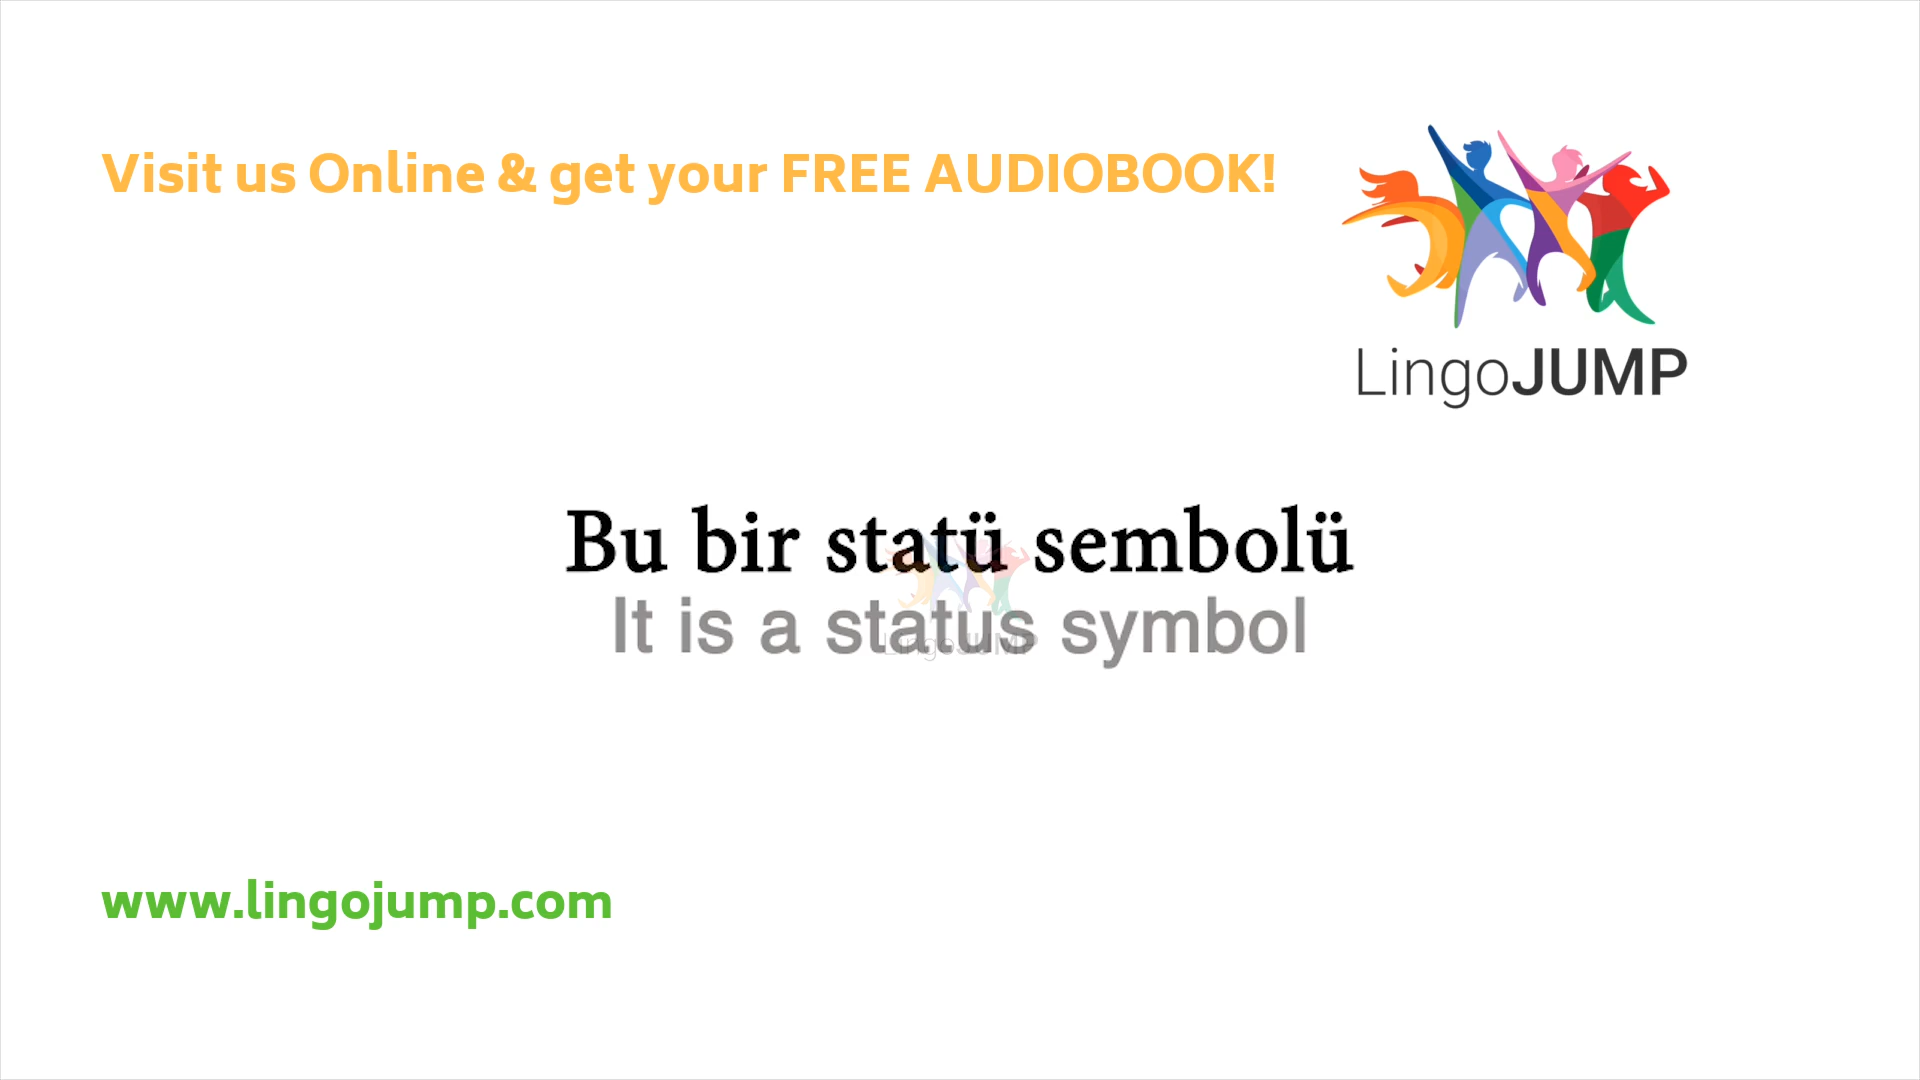 Visit us Online & get your FREE AUDIOBOOK!
LingoJUMP
Bu bir statü sembolü
It is a status symbol
LingoJUMP
www.lingojump.com